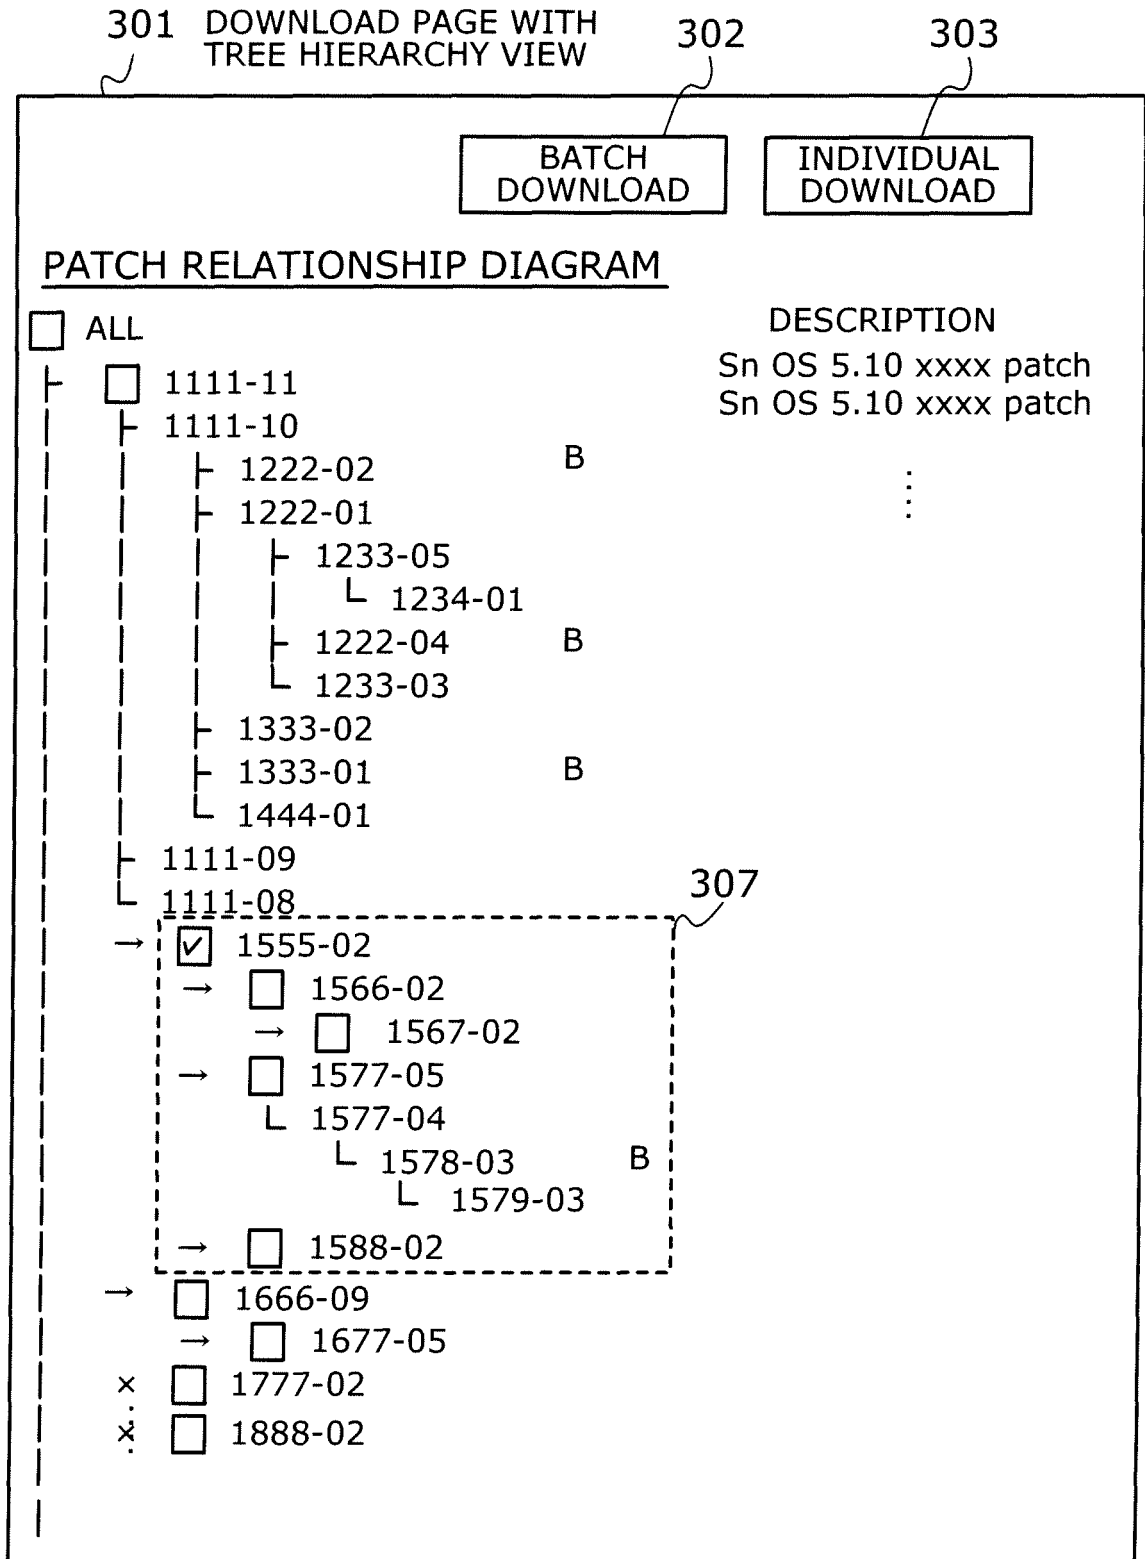 301 DOWNLOAD PAGE WITH
TREE HIERARCHY VIEW
302
303
BATCH
DOWNLOAD
INDIVIDUAL
DOWNLOAD
PATCH RELATIONSHIP DIAGRAM
ALL
DESCRIPTION
Sn OS 5.10 xxxx patch
1111-11
Sn OS 5.10 xxxx patch
1111-10
1222-02 B
1222-01
1233-05
1234-01
1222-04 B
1233-03
1333-02
1333-01 B
1444-01
1111-09
1111-08
307
→ ✓ 1555-02
→ 1566-02
→ 1567-02
→ 1577-05
1577-04
1578-03 B
1579-03
→ 1588-02
→ 1666-09
→ 1677-05
× 1777-02
× 1888-02